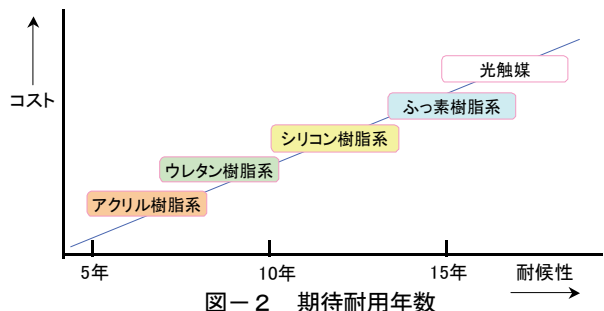 コスト
光触媒
ふっ素樹脂系
シリコン樹脂系
ウレタン樹脂系
アクリル樹脂系
5年 10年 15年 耐候性
図－２ 期待耐用年数